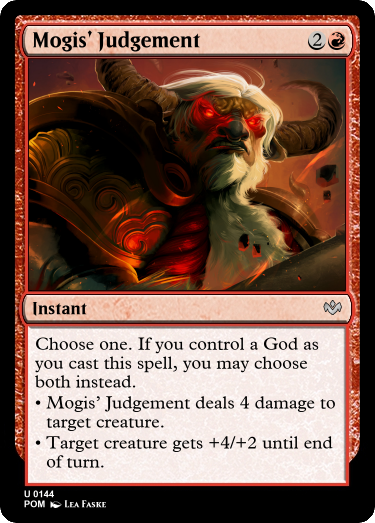 Mogis' Judgement 2
Instant
Choose one. If you control a God as
you cast this spell, you may choose
both instead.
• Mogis' Judgement deals 4 damage to
target creature.
• Target creature gets +4/+2 until end
of turn.
U 0144
POM Lea Faske